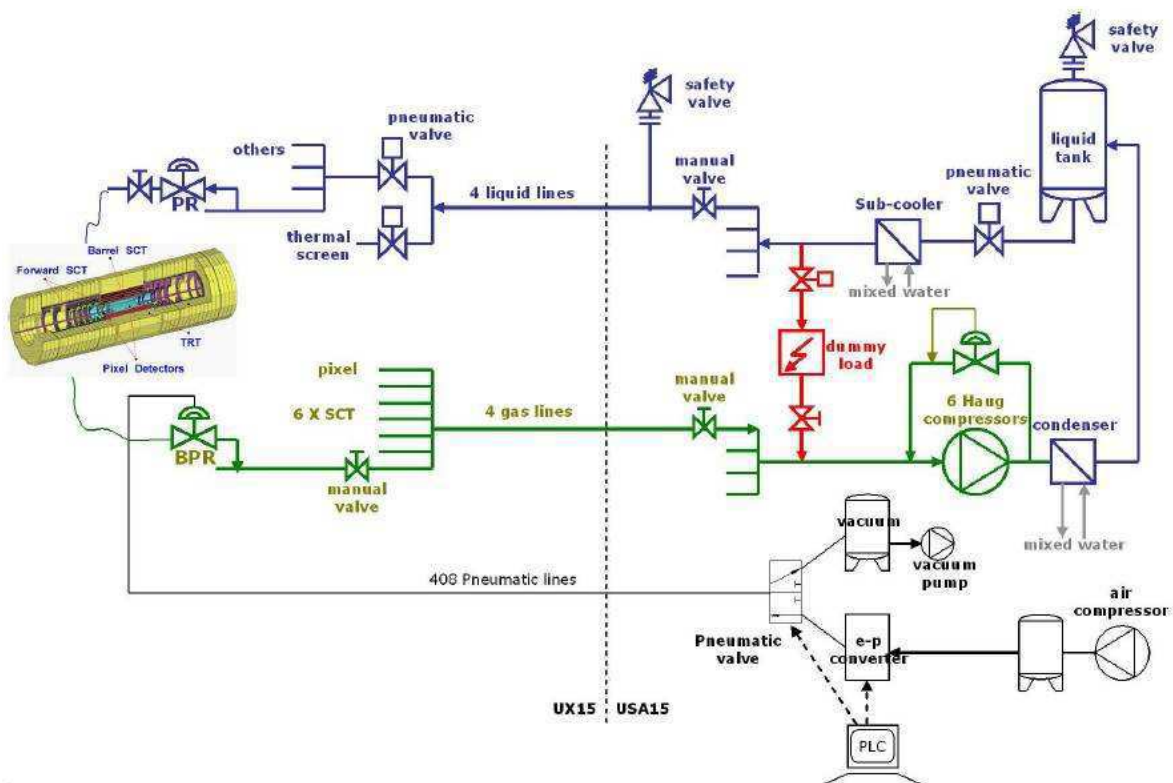 safety
valve
safety
valve
pneumatic
valve
liquid
tank
others
manual
valve
pneumatic
valve
PR
4 liquid lines
Sub-cooler
thermal
screen
Barrel SCT
Forward SCT
mixed water
TRT
Pixel Detectors
dummy
load
pixel
manual
valve
6 X SCT
4 gas lines
6 Haug
compressors
condenser
BPR
manual
valve
vacuum
mixed water
vacuum
pump
408 Pneumatic lines
air
compressor
Pneumatic
valve
e-p
converter
UX15
USA15
PLC